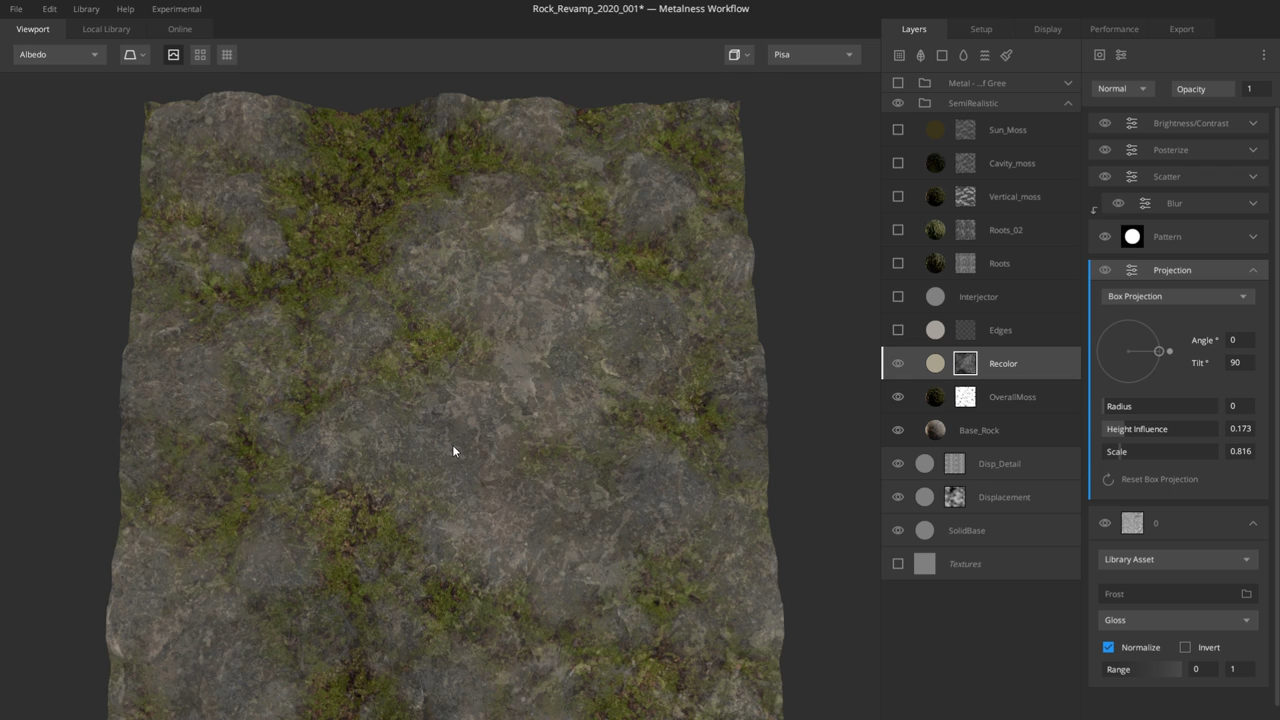 File Edit Library Help Experimental
Rock_Revamp_2020_001* — Metalness Workflow
Viewport Local Library Online
Layers Setup Display Performance Export
Albedo
Pisa
Metal - ...f Gree
SemiRealistic
Sun_Moss
Cavity_moss
Vertical_moss
Roots_02
Roots
Interjector
Edges
Recolor
OverallMoss
Base_Rock
Disp_Detail
Displacement
SolidBase
Textures
Normal Opacity 1
Brightness/Contrast
Posterize
Scatter
Blur
Pattern
Projection
Box Projection
Angle ° 0
Tilt ° 90
Radius 0
Height Influence 0.173
Scale 0.816
Reset Box Projection
0
Library Asset
Frost
Gloss
Normalize Invert
Range 0 1